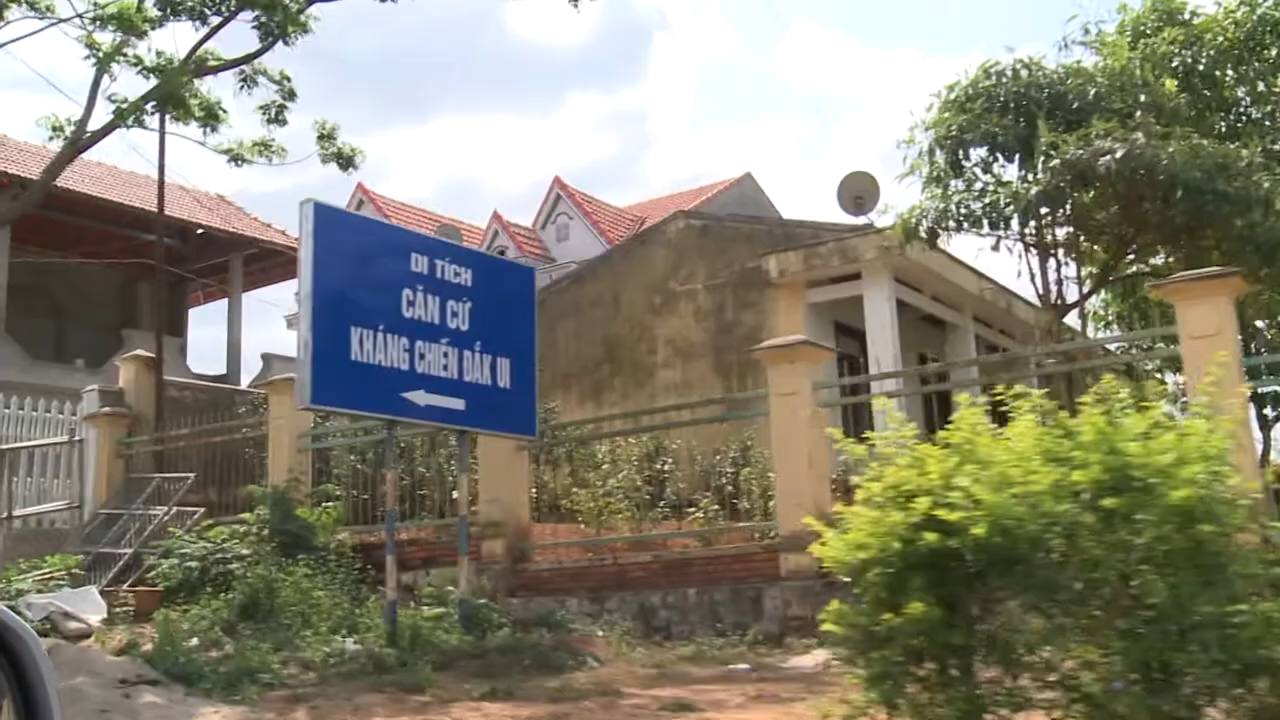 DI TÍCH
CĂN CỨ
KHÁNG CHIẾN ĐẮK UI